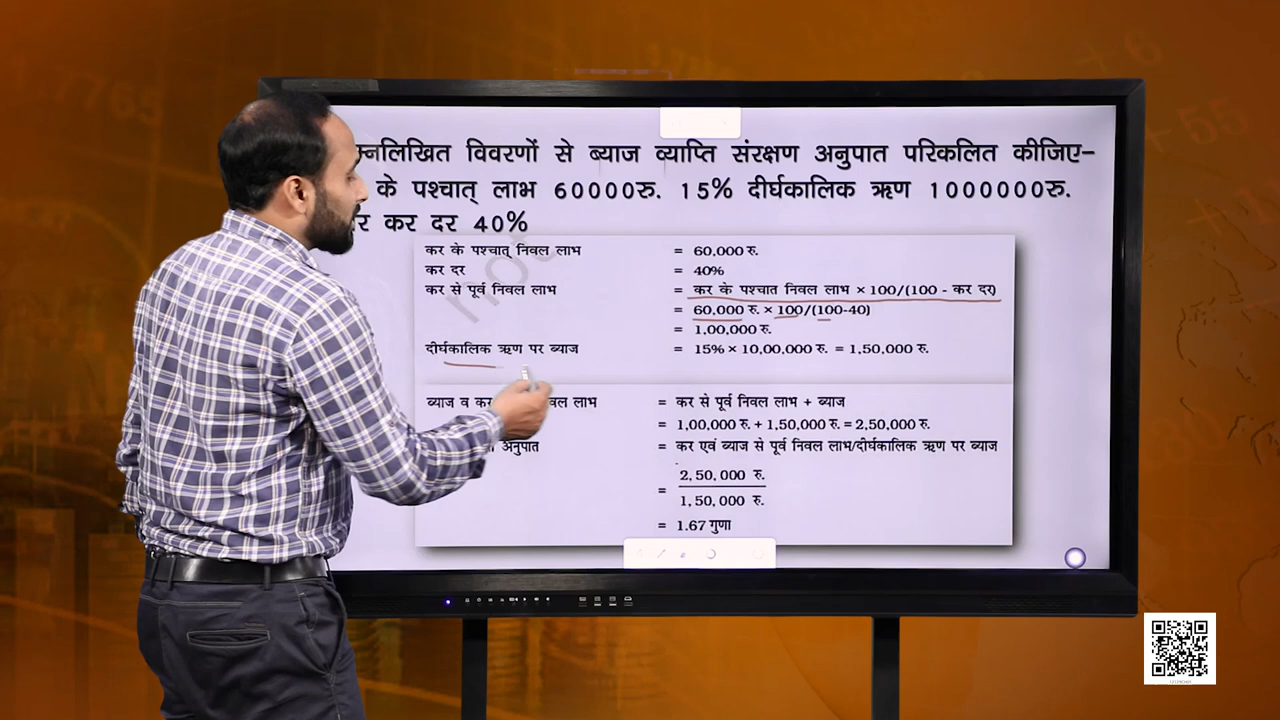 म्नलिखित विवरणों से ब्याज व्याप्ति संरक्षण अनुपात परिकलित कीजिए–
के पश्चात् लाभ 60000रु. 15% दीर्घकालिक ऋण 1000000रु.
र कर दर 40%
कर के पश्चात् निवल लाभ = 60,000 रु.
कर दर = 40%
कर से पूर्व निवल लाभ = कर के पश्चात निवल लाभ × 100/(100 - कर दर)
= 60,000 रु. × 100/(100-40)
= 1,00,000 रु.
दीर्घकालिक ऋण पर ब्याज = 15% × 10,00,000 रु. = 1,50,000 रु.
ब्याज व कर वल लाभ = कर से पूर्व निवल लाभ + ब्याज
= 1,00,000 रु. + 1,50,000 रु. = 2,50,000 रु.
अनुपात = कर एवं ब्याज से पूर्व निवल लाभ/दीर्घकालिक ऋण पर ब्याज
= 2,50,000 रु.
1,50,000 रु.
= 1.67 गुणा